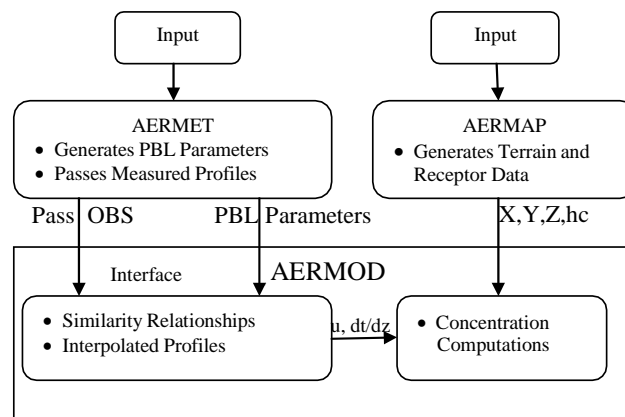 Input
Input
AERMET
• Generates PBL Parameters
• Passes Measured Profiles
AERMAP
• Generates Terrain and
Receptor Data
Pass OBS
PBL Parameters
X,Y,Z,hc
Interface
AERMOD
• Similarity Relationships
• Interpolated Profiles
u, dt/dz
• Concentration
Computations